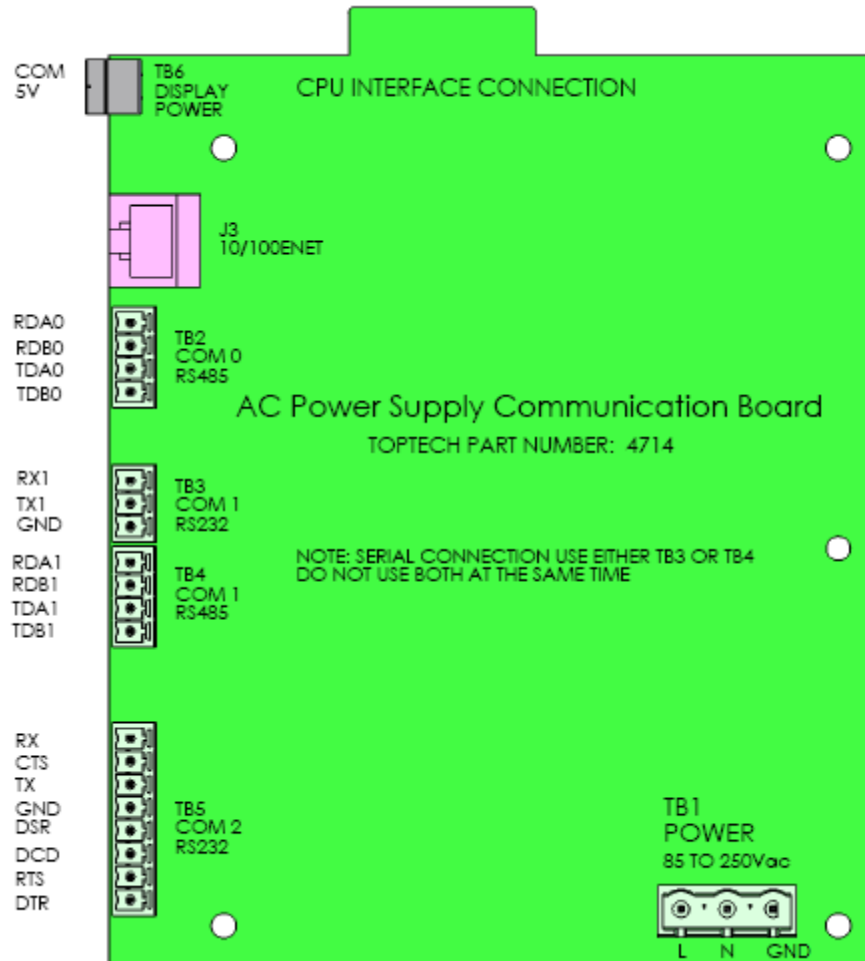 COM
5V
TB6
DISPLAY
POWER
CPU INTERFACE CONNECTION
J3
10/100ENET
RDA0
RDB0
TDA0
TDB0
TB2
COM 0
RS485
AC Power Supply Communication Board
TOPTECH PART NUMBER: 4714
RX1
TX1
GND
TB3
COM 1
RS232
NOTE: SERIAL CONNECTION USE EITHER TB3 OR TB4
DO NOT USE BOTH AT THE SAME TIME
RDA1
RDB1
TDA1
TDB1
TB4
COM 1
RS485
RX
CTS
TX
GND
DSR
DCD
RTS
DTR
TB5
COM 2
RS232
TB1
POWER
85 TO 250Vac
L N GND